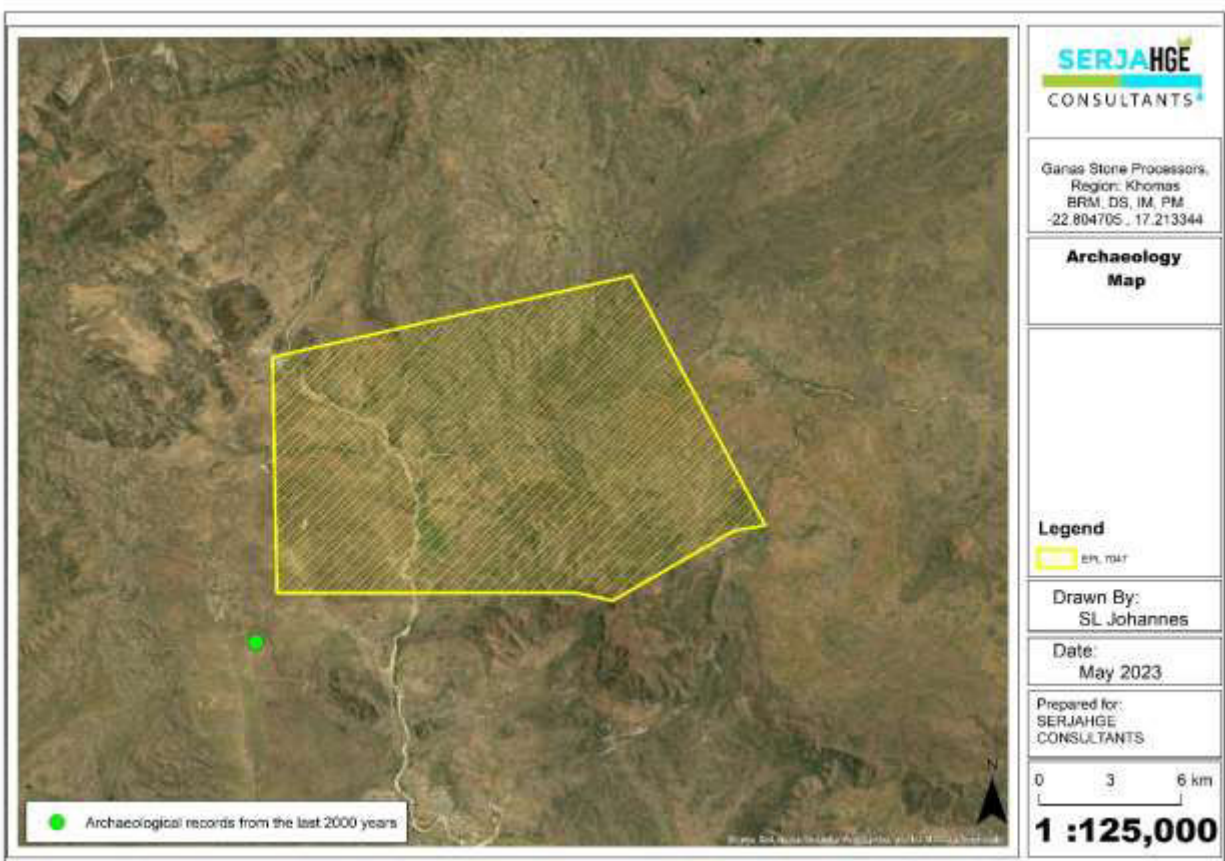 SERJAHGE
CONSULTANTS
Ganas Stone Processors,
Region: Khomas
BRM, DS, IM, PM
-22.804705 , 17.213344
Archaeology
Map
Legend
EPL 7047
Drawn By:
SL Johannes
Date:
May 2023
Prepared for:
SERJAHGE
CONSULTANTS
N
0 3 6 km
1 :125,000
Archaeological records from the last 2000 years